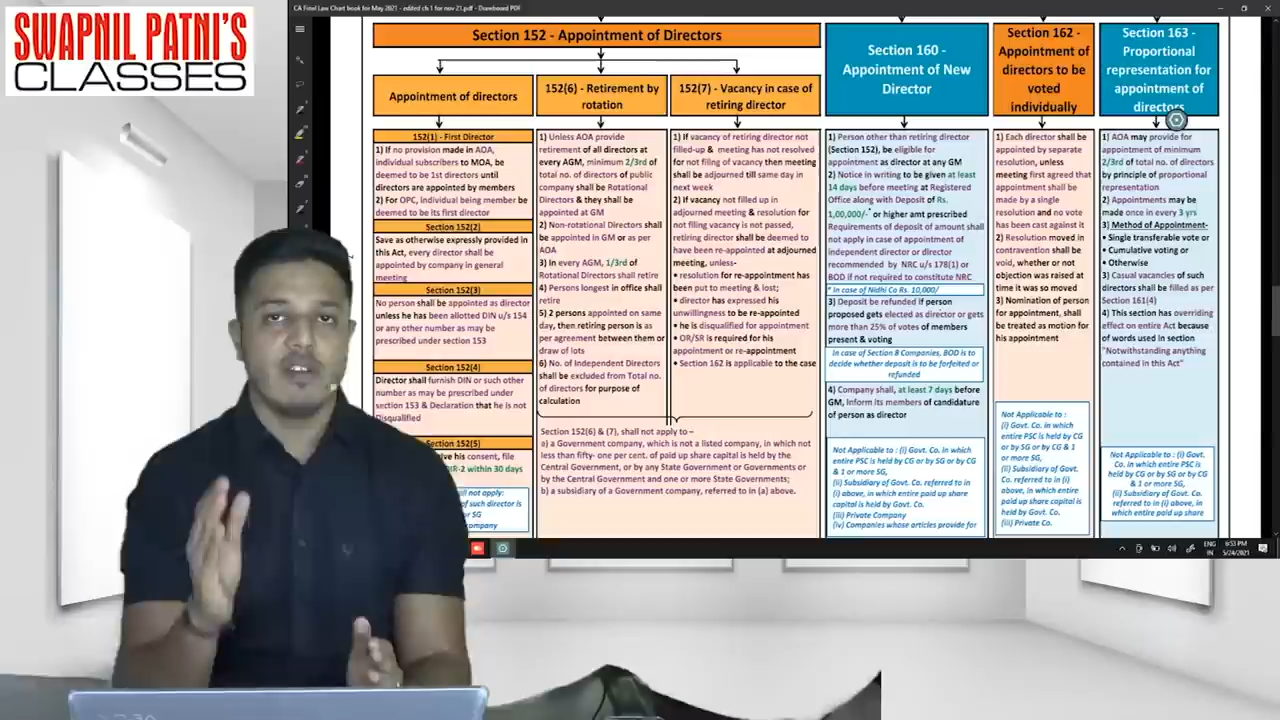 SWAPNIL PATNI'S
CLASSES
CA Final Law Chart book for May 2021 - edited ch 1 for nov 21.pdf - Drawboard PDF
Section 152 - Appointment of Directors
Appointment of directors
152(1) - First Director
1) If no provision made in AOA,
individual subscribers to MOA, be
deemed to be 1st directors until
directors are appointed by members
2) For OPC, individual being member be
deemed to be its first director
152(2)
Save as otherwise expressly provided in
this Act, every director shall be
appointed by company in general
meeting
152(3)
No person shall be appointed as director
unless he has been allotted DIN u/s 154
or any other number as may be
prescribed under section 153
152(4)
Director shall furnish DIN or such other
number as may be prescribed under
section 153 & Declaration that he is not
Disqualified
Section 152(5)
his consent, file
DIR-2 within 30 days
not apply:
of such director is
or SG
company
152(6) - Retirement by
rotation
1) Unless AOA provide
retirement of all directors at
every AGM, minimum 2/3rd of
total no. of directors of public
company shall be Rotational
Directors & they shall be
appointed at GM
2) Non-rotational Directors shall
be appointed in GM or as per
AOA
3) In every AGM, 1/3rd of
Rotational Directors shall retire
4) Persons longest in office shall
retire
5) 2 persons appointed on same
day, then retiring person is as
per agreement between them or
draw of lots
6) No. of Independent Directors
shall be excluded from Total no.
of directors for purpose of
calculation
152(7) - Vacancy in case of
retiring director
1) If vacancy of retiring director not
filled-up & meeting has not resolved
for not filing of vacancy then meeting
shall be adjourned till same day in
next week
2) If vacancy not filled up in
adjourned meeting & resolution for
not filing vacancy is not passed,
retiring director shall be deemed to
have been re-appointed at adjourned
meeting, unless-
• resolution for re-appointment has
been put to meeting & lost;
• director has expressed his
unwillingness to be re-appointed
• he is disqualified for appointment
• OR/SR is required for his
appointment or re-appointment
• Section 162 is applicable to the case
Section 152(6) & (7), shall not apply to –
a) a Government company, which is not a listed company, in which not
less than fifty- one per cent. of paid up share capital is held by the
Central Government, or by any State Government or Governments or
by the Central Government and one or more State Governments;
b) a subsidiary of a Government company, referred to in (a) above.
Section 160 -
Appointment of New
Director
1) Person other than retiring director
(Section 152), be eligible for
appointment as director at any GM
2) Notice in writing to be given at least
14 days before meeting at Registered
Office along with Deposit of Rs.
1,00,000/-* or higher amt prescribed
Requirements of deposit of amount shall
not apply in case of appointment of
independent director or director
recommended by NRC u/s 178(1) or
BOD if not required to constitute NRC
* In case of Nidhi Co Rs. 10,000/
3) Deposit be refunded if person
proposed gets elected as director or gets
more than 25% of votes of members
present & voting
In case of Section 8 Companies, BOD is to
decide whether deposit is to be forfeited or
refunded
4) Company shall, at least 7 days before
GM, Inform its members of candidature
of person as director
Not Applicable to: (i) Govt. Co. in which
entire PSC is held by CG or by SG or by CG
& 1 or more SG,
(ii) Subsidiary of Govt. Co. referred to in
(i) above, in which entire paid up share
capital is held by Govt. Co.
(iii) Private Company
(iv) Companies whose articles provide for
Section 162 -
Appointment of
directors to be
voted
individually
1) Each director shall be
appointed by separate
resolution, unless
meeting first agreed that
appointment shall be
made by a single
resolution and no vote
has been cast against it
2) Resolution moved in
contravention shall be
void, whether or not
objection was raised at
time it was so moved
3) Nomination of person
for appointment, shall
be treated as motion for
his appointment
Not Applicable to :
(i) Govt. Co. in which
entire PSC is held by CG
or by SG or by CG & 1
or more SG,
(ii) Subsidiary of Govt.
Co. referred to in (i)
above, in which entire
paid up share capital is
held by Govt. Co.
(iii) Private Co.
Section 163 -
Proportional
representation for
appointment of
directors
1) AOA may provide for
appointment of minimum
2/3rd of total no. of directors
by principle of proportional
representation
2) Appointments may be
made once in every 3 yrs
3) Method of Appointment-
• Single transferable vote or
• Cumulative voting or
• Otherwise
3) Casual vacancies of such
directors shall be filled as per
Section 161(4)
4) This section has overriding
effect on entire Act because
of words used in section
"Notwithstanding anything
contained in this Act"
Not Applicable to: (i) Govt.
Co. in which entire PSC is
held by CG or by SG or by CG
& 1 or more SG,
(ii) Subsidiary of Govt. Co.
referred to in (i) above, in
which entire paid up share
ENG
IN
6:53 PM
5/24/2021